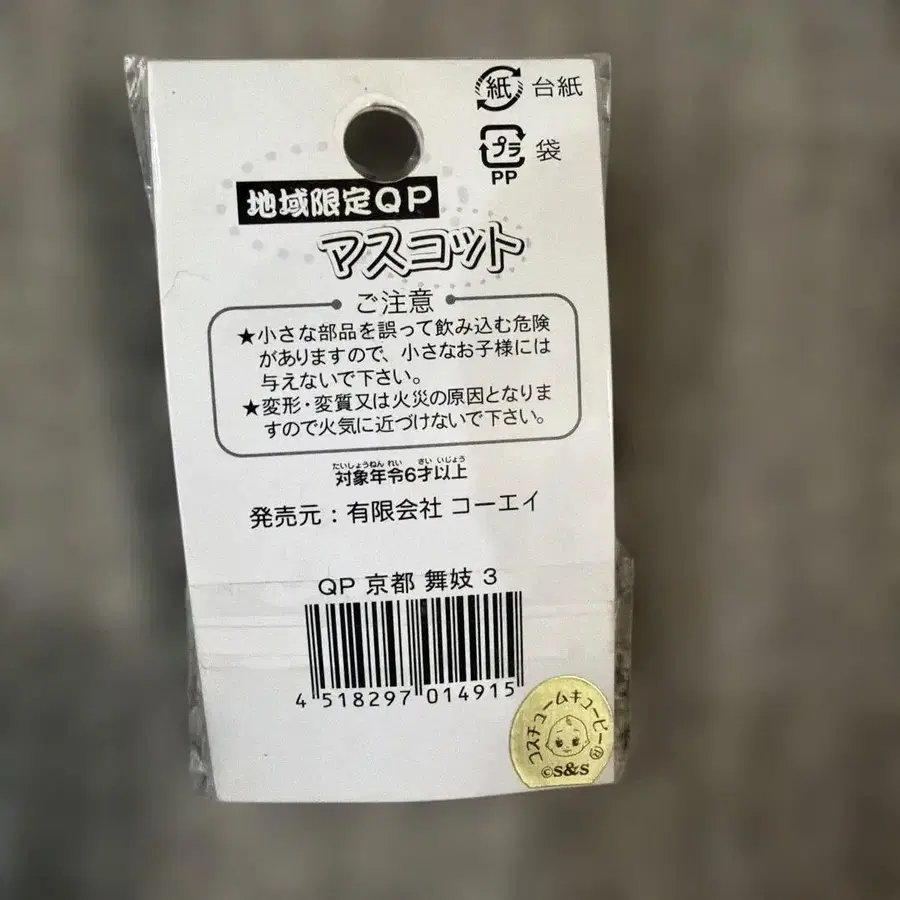 紙 台紙
プラ 袋
PP
地域限定QP
マスコット
ご注意
★小さな部品を誤って飲み込む危険
がありますので、小さなお子様には
与えないで下さい。
★変形・変質又は火災の原因となりま
すので火気に近づけないで下さい。
たいしょうねんれい さいいじょう
対象年令6才以上
発売元：有限会社 コーエイ
QP 京都 舞妓 3
4 518297 014915
コスチュームキューピー®
©S&S